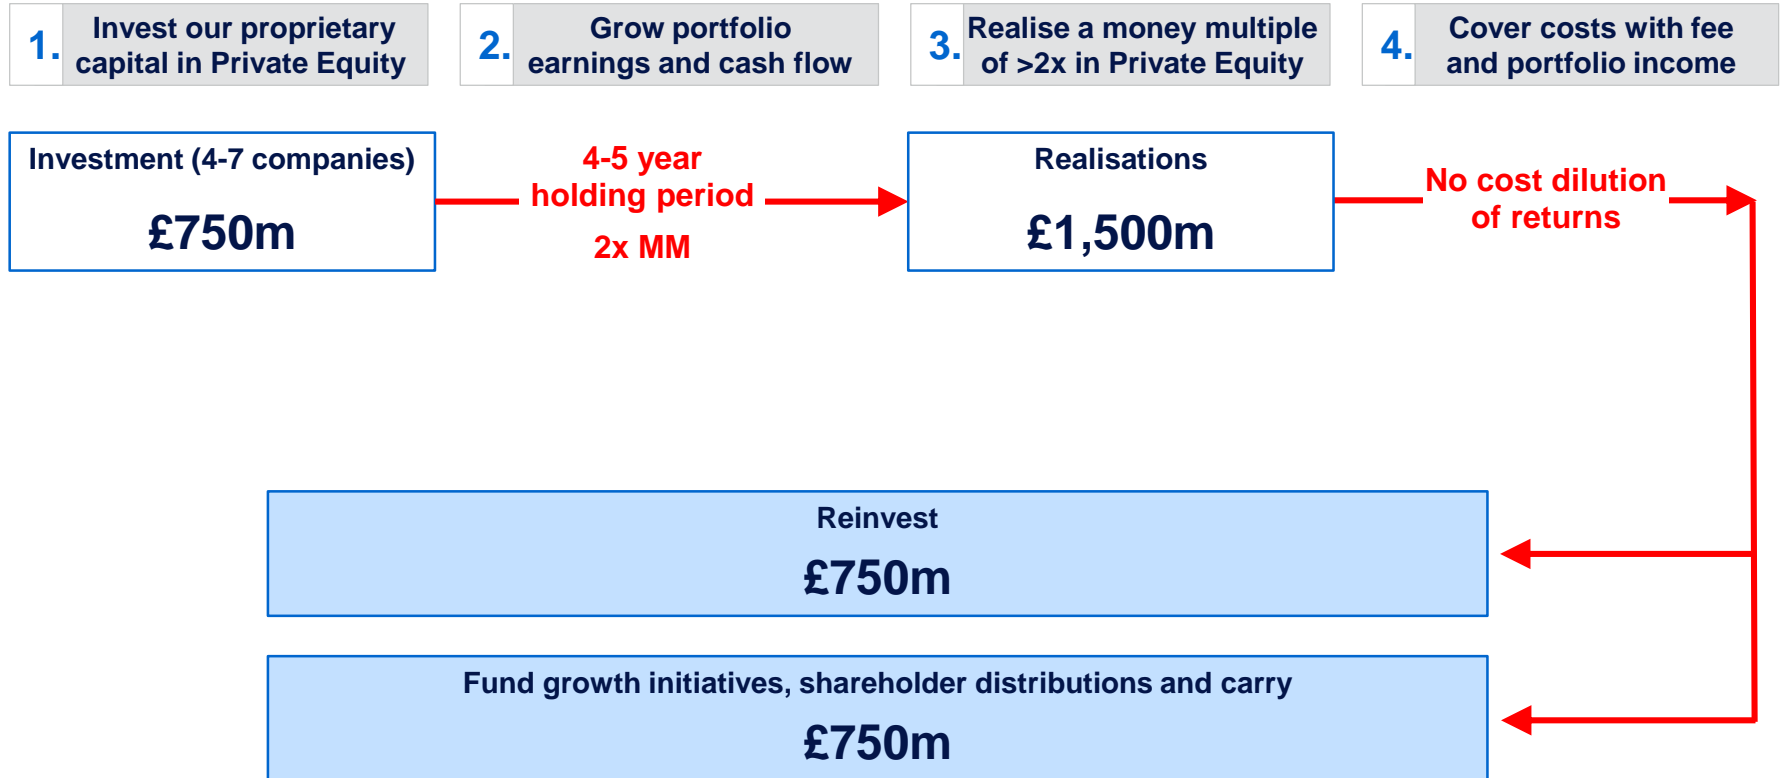 1.
Invest our proprietary
capital in Private Equity
2.
Grow portfolio
earnings and cash flow
3.
Realise a money multiple
of >2x in Private Equity
4.
Cover costs with fee
and portfolio income
Investment (4-7 companies)
£750m
4-5 year
holding period
2x MM
Realisations
£1,500m
No cost dilution
of returns
Reinvest
£750m
Fund growth initiatives, shareholder distributions and carry
£750m